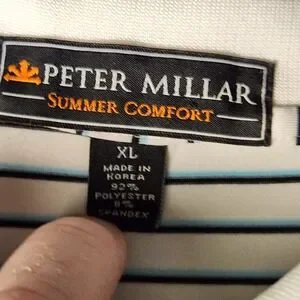 PETER MILLAR
SUMMER COMFORT
XL
MADE IN
KOREA
92%
POLYESTER
8%
SPANDEX